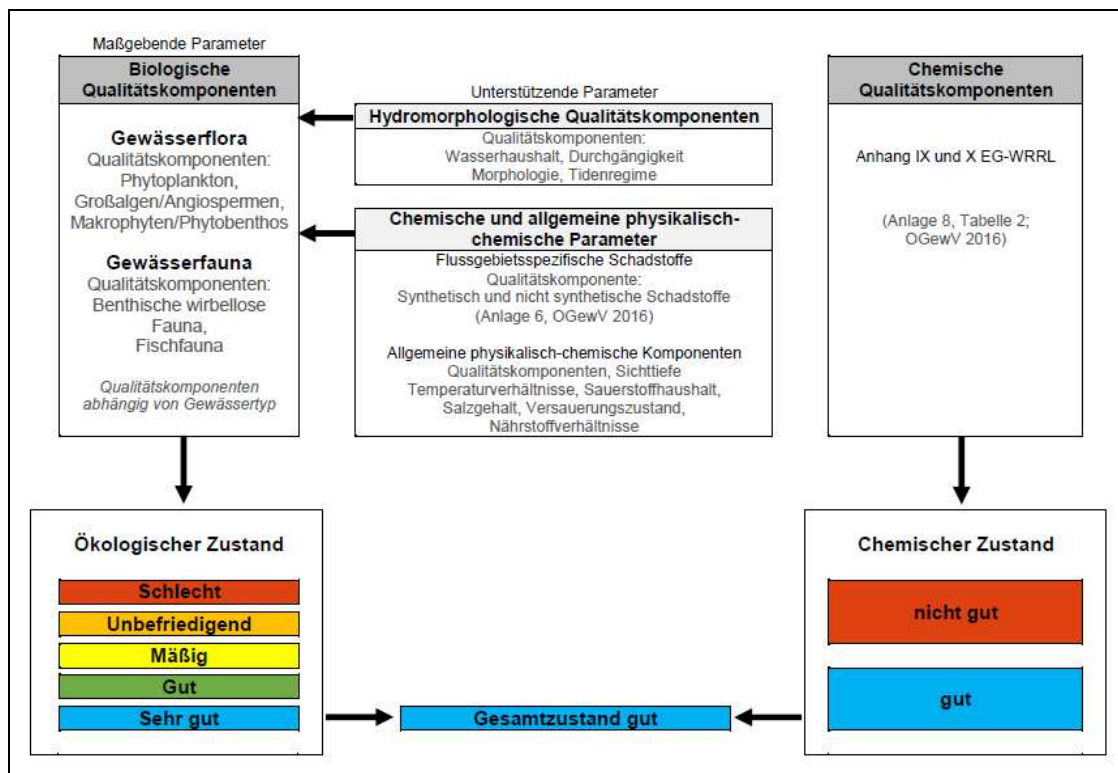 Maßgebende Parameter
Biologische
Qualitätskomponenten
Gewässerflora
Qualitätskomponenten:
Phytoplankton,
Großalgen/Angiospermen,
Makrophyten/Phytobenthos
Gewässerfauna
Qualitätskomponenten:
Benthische wirbellose
Fauna,
Fischfauna
Qualitätskomponenten
abhängig von Gewässertyp
Unterstützende Parameter
Hydromorphologische Qualitätskomponenten
Qualitätskomponenten:
Wasserhaushalt, Durchgängigkeit
Morphologie, Tidenregime
Chemische und allgemeine physikalisch-
chemische Parameter
Flussgebietsspezifische Schadstoffe
Qualitätskomponente:
Synthetisch und nicht synthetische Schadstoffe
(Anlage 6, OGewV 2016)
Allgemeine physikalisch-chemische Komponenten
Qualitätskomponenten, Sichttiefe
Temperaturverhältnisse, Sauerstoffhaushalt,
Salzgehalt, Versauerungszustand,
Nährstoffverhältnisse
Chemische
Qualitätskomponenten
Anhang IX und X EG-WRRL
(Anlage 8, Tabelle 2;
OGewV 2016)
Ökologischer Zustand
Schlecht
Unbefriedigend
Mäßig
Gut
Sehr gut
Gesamtzustand gut
Chemischer Zustand
nicht gut
gut